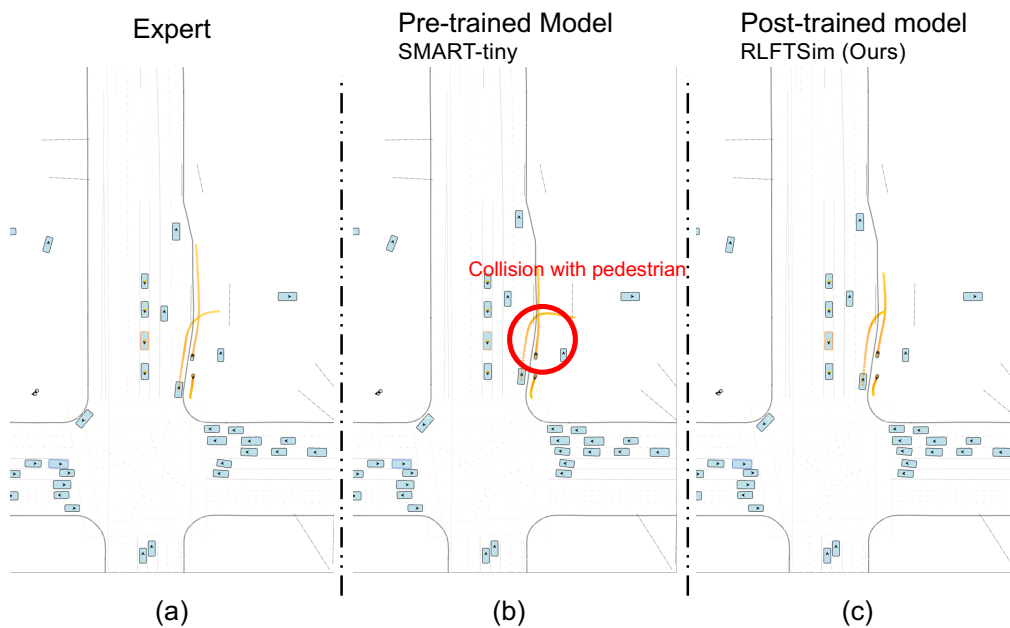 Expert
Pre-trained Model
SMART-tiny
Post-trained model
RLFTSim (Ours)
Collision with pedestrian
(a)
(b)
(c)